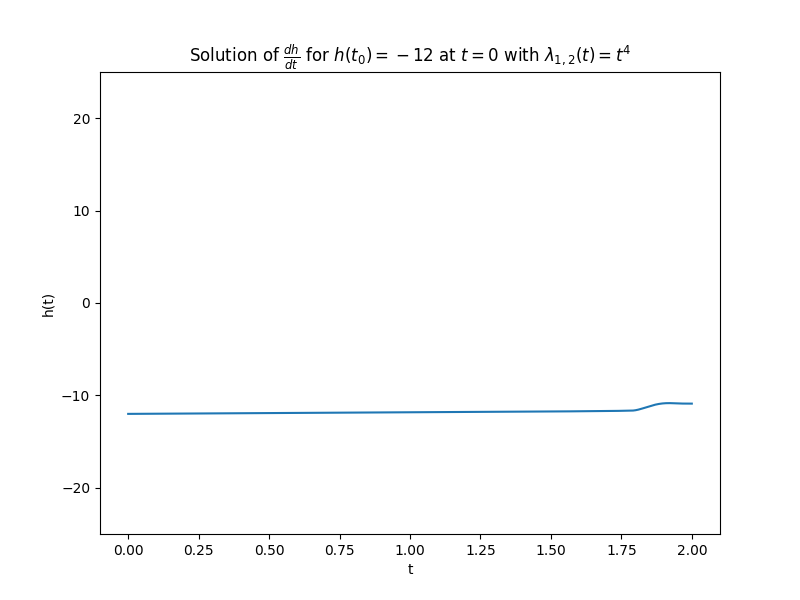 Solution of dh/dt for h(t₀) = −12 at t = 0 with λ₁,₂(t) = t⁴
h(t)
20
10
0
−10
−20
0.00 0.25 0.50 0.75 1.00 1.25 1.50 1.75 2.00
t